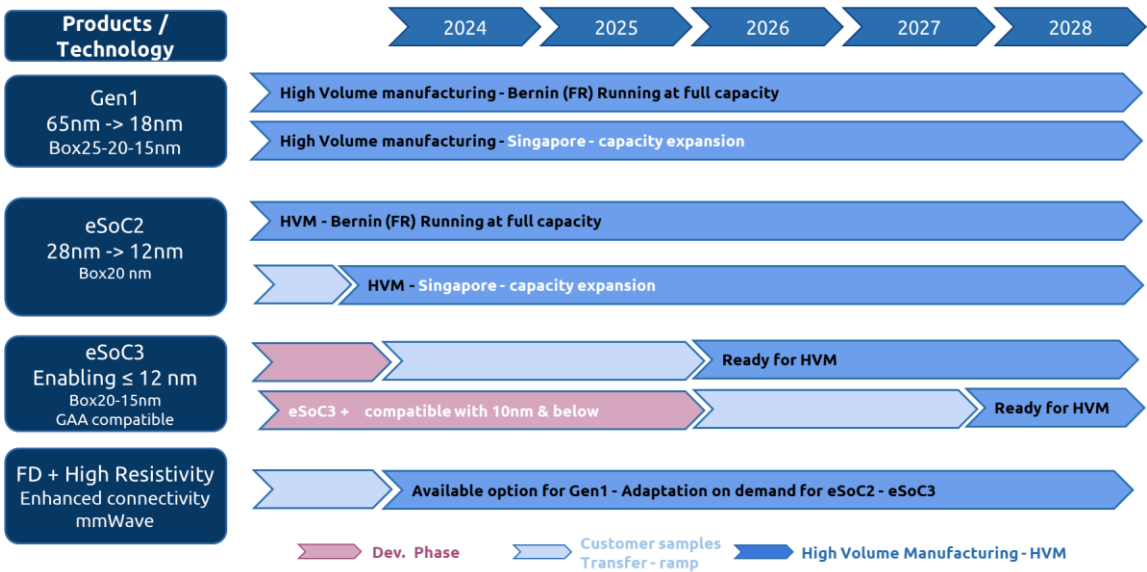 Products /
Technology
2024
2025
2026
2027
2028
Gen1
65nm -> 18nm
Box25-20-15nm
High Volume manufacturing - Bernin (FR) Running at full capacity
High Volume manufacturing - Singapore - capacity expansion
eSoC2
28nm -> 12nm
Box20 nm
HVM - Bernin (FR) Running at full capacity
HVM - Singapore - capacity expansion
eSoC3
Enabling ≤ 12 nm
Box20-15nm
GAA compatible
Ready for HVM
eSoC3 + compatible with 10nm & below
Ready for HVM
FD + High Resistivity
Enhanced connectivity
mmWave
Available option for Gen1 - Adaptation on demand for eSoC2 - eSoC3
Dev. Phase
Customer samples
Transfer - ramp
High Volume Manufacturing - HVM